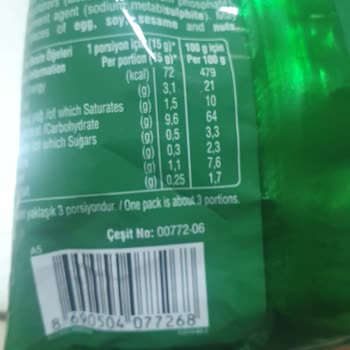 agent (sodium metabisulphite). May
of egg, soy, sesame and nuts.
Öğeleri 1 porsiyon için (15 g)* 100 g için
Information Per portion (15 g)* Per 100 g
(kcal) 72 479
(g) 3,1 21
/of which Saturates (g) 1,5 10
/Carbohydrate (g) 9,6 64
which Sugars (g) 0,5 3,3
(g) 0,3 2,3
(g) 1,1 7,6
(g) 0,25 1,7
yaklaşık 3 porsiyondur. / One pack is about 3 portions.
Çeşit No: 00772-06
AS
8 690504 077268